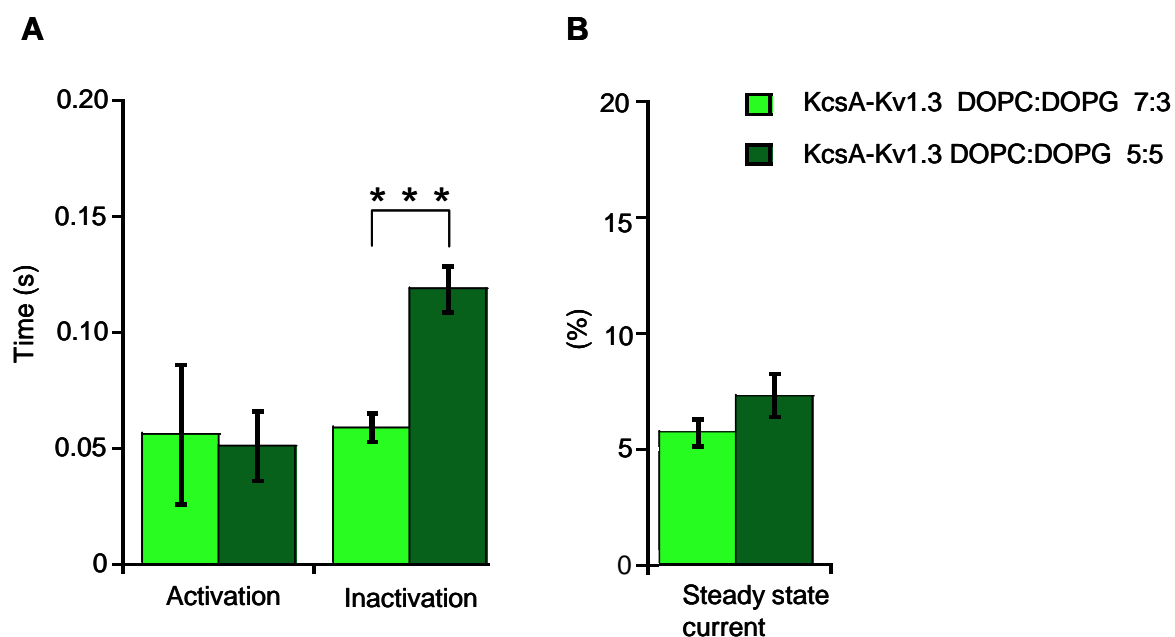 A
B
0.20
0.15
0.10
0.05
0
Time (s)
* * *
Activation
Inactivation
20
15
10
5
0
(%)
KcsA-Kv1.3 DOPC:DOPG 7:3
KcsA-Kv1.3 DOPC:DOPG 5:5
Steady state
current